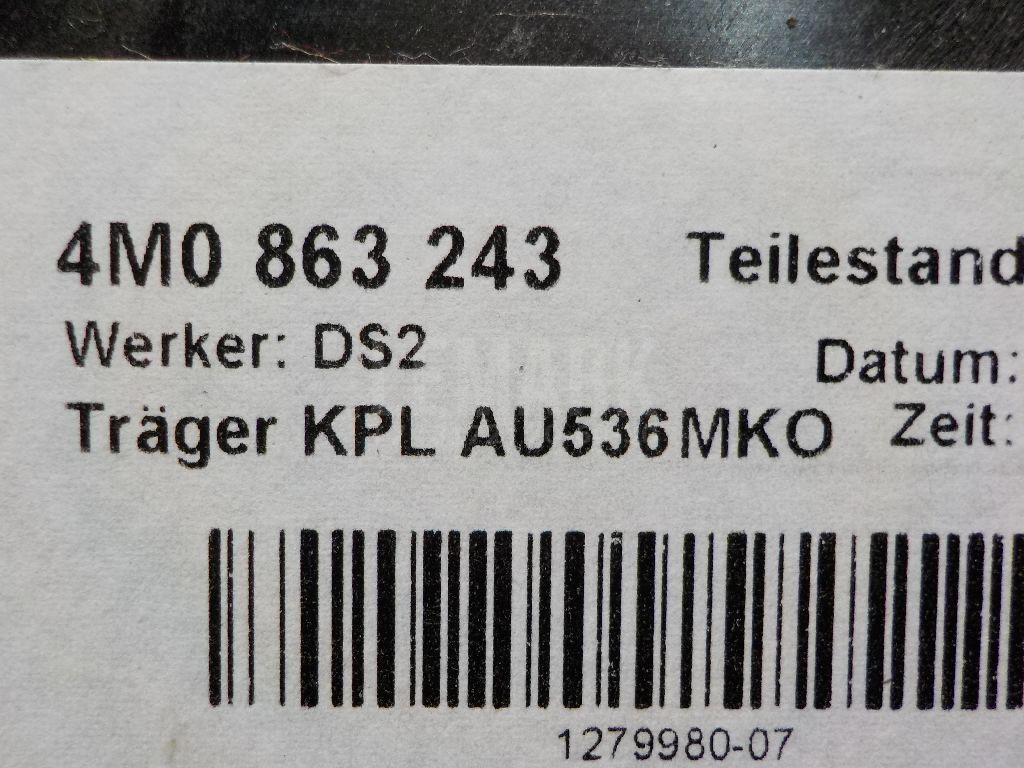 4M0 863 243 Teilestand
Werker: DS2 Datum:
Träger KPL AU536MKO Zeit:
1279980-07